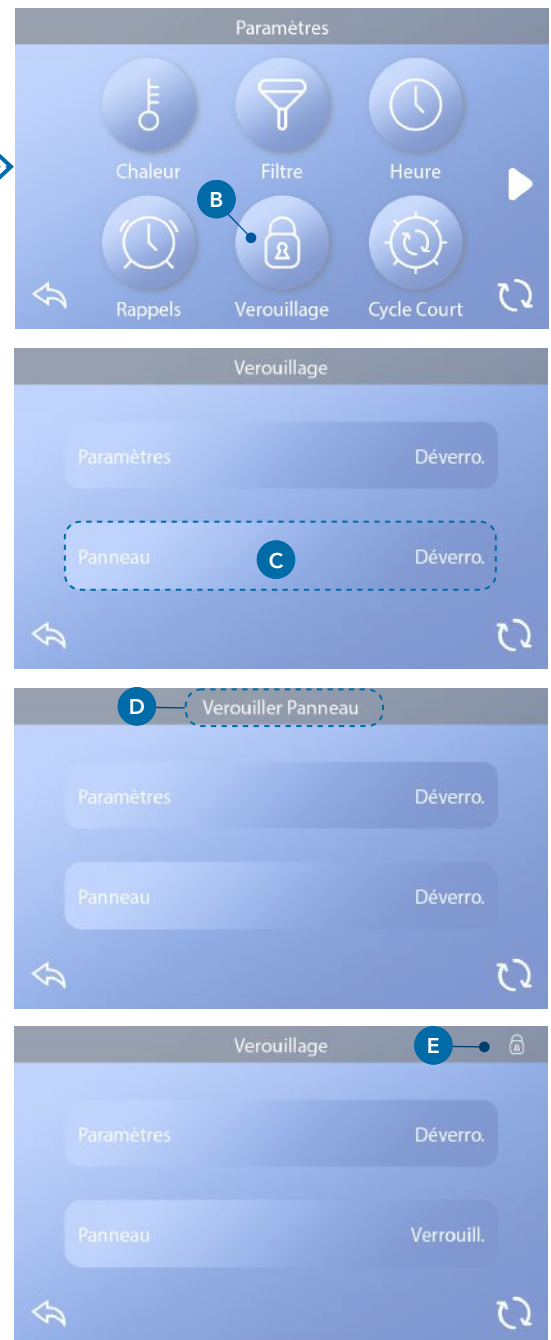 Paramètres
Chaleur Filtre Heure
B
Rappels Verouillage Cycle Court
Verouillage
Paramètres Déverro.
Panneau C Déverro.
D Verouiller Panneau
Paramètres Déverro.
Panneau Déverro.
Verouillage E
Paramètres Déverro.
Panneau Verrouill.